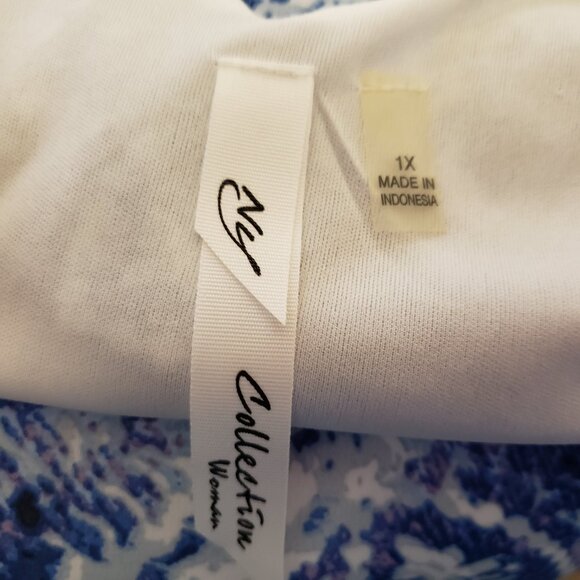 Ny
Collection
Woman
1X
MADE IN
INDONESIA